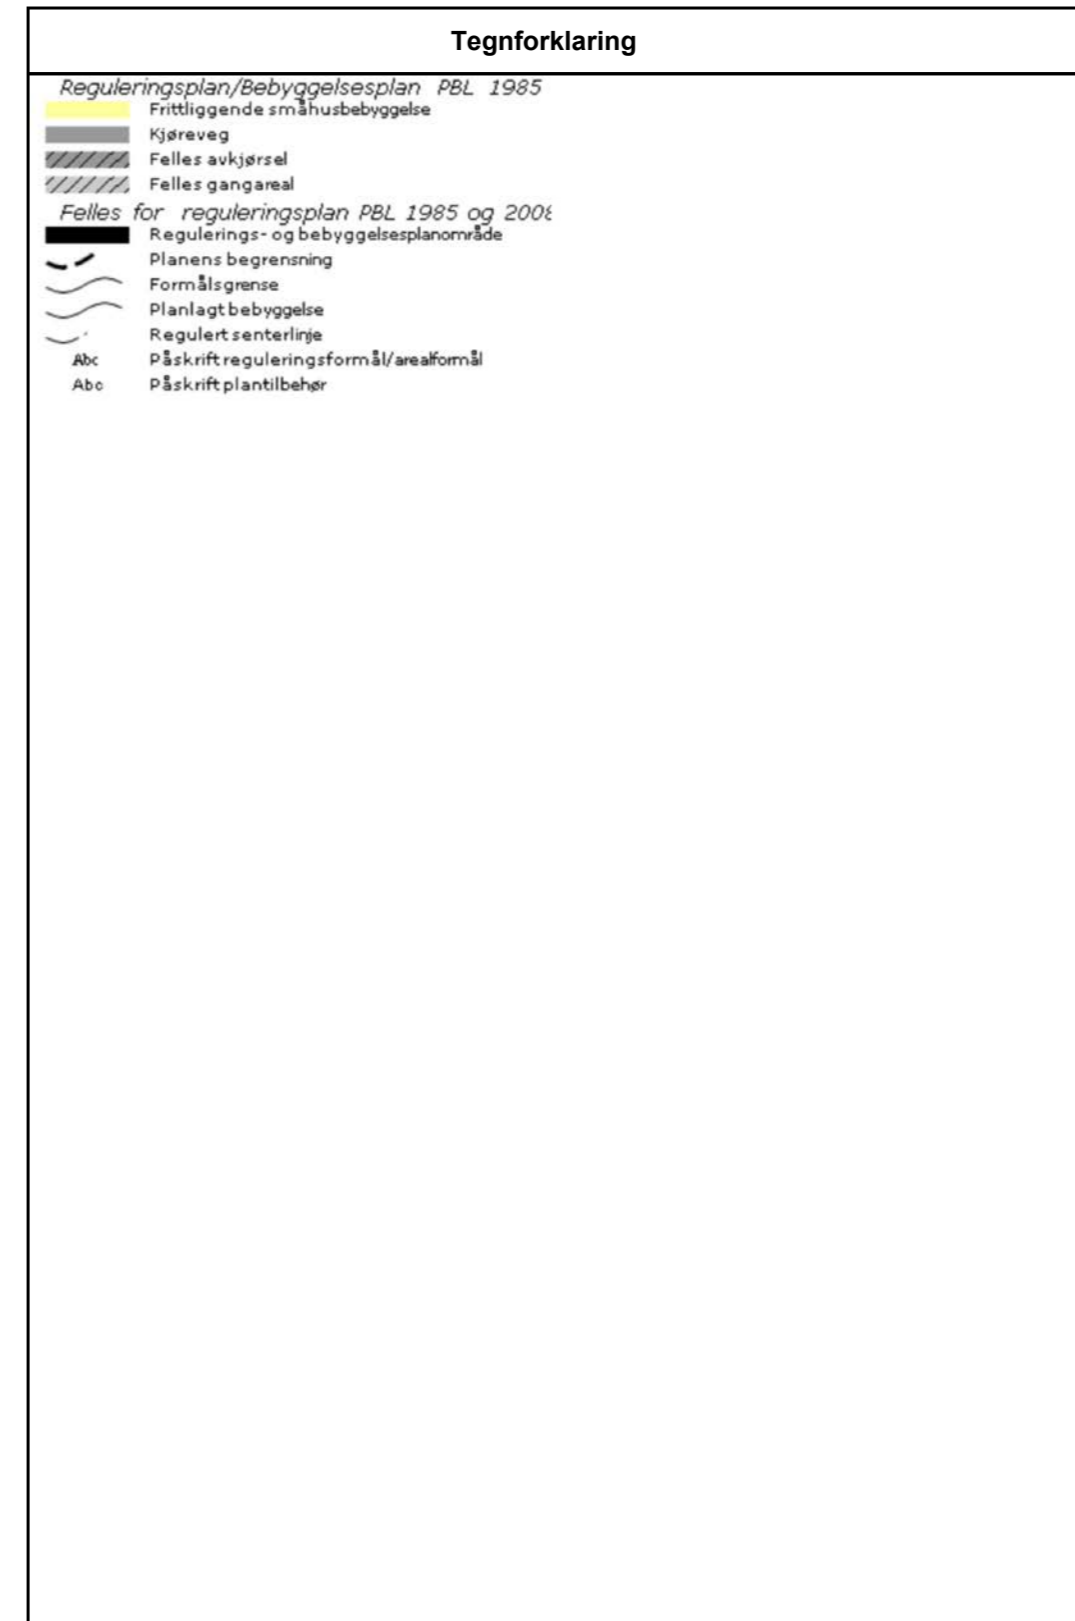 Tegnforklaring
Reguleringsplan/Bebyggelsesplan PBL 1985
Frittliggende småhusbebyggelse
Kjøreveg
Felles avkjørsel
Felles gangareal
Felles for reguleringsplan PBL 1985 og 2008
Regulerings- og bebyggelsesplanområde
Planens begrensning
Formålsgrense
Planlagt bebyggelse
Regulert senterlinje
Abc Påskrift reguleringsformål/arealformål
Abc Påskrift plantilbehør